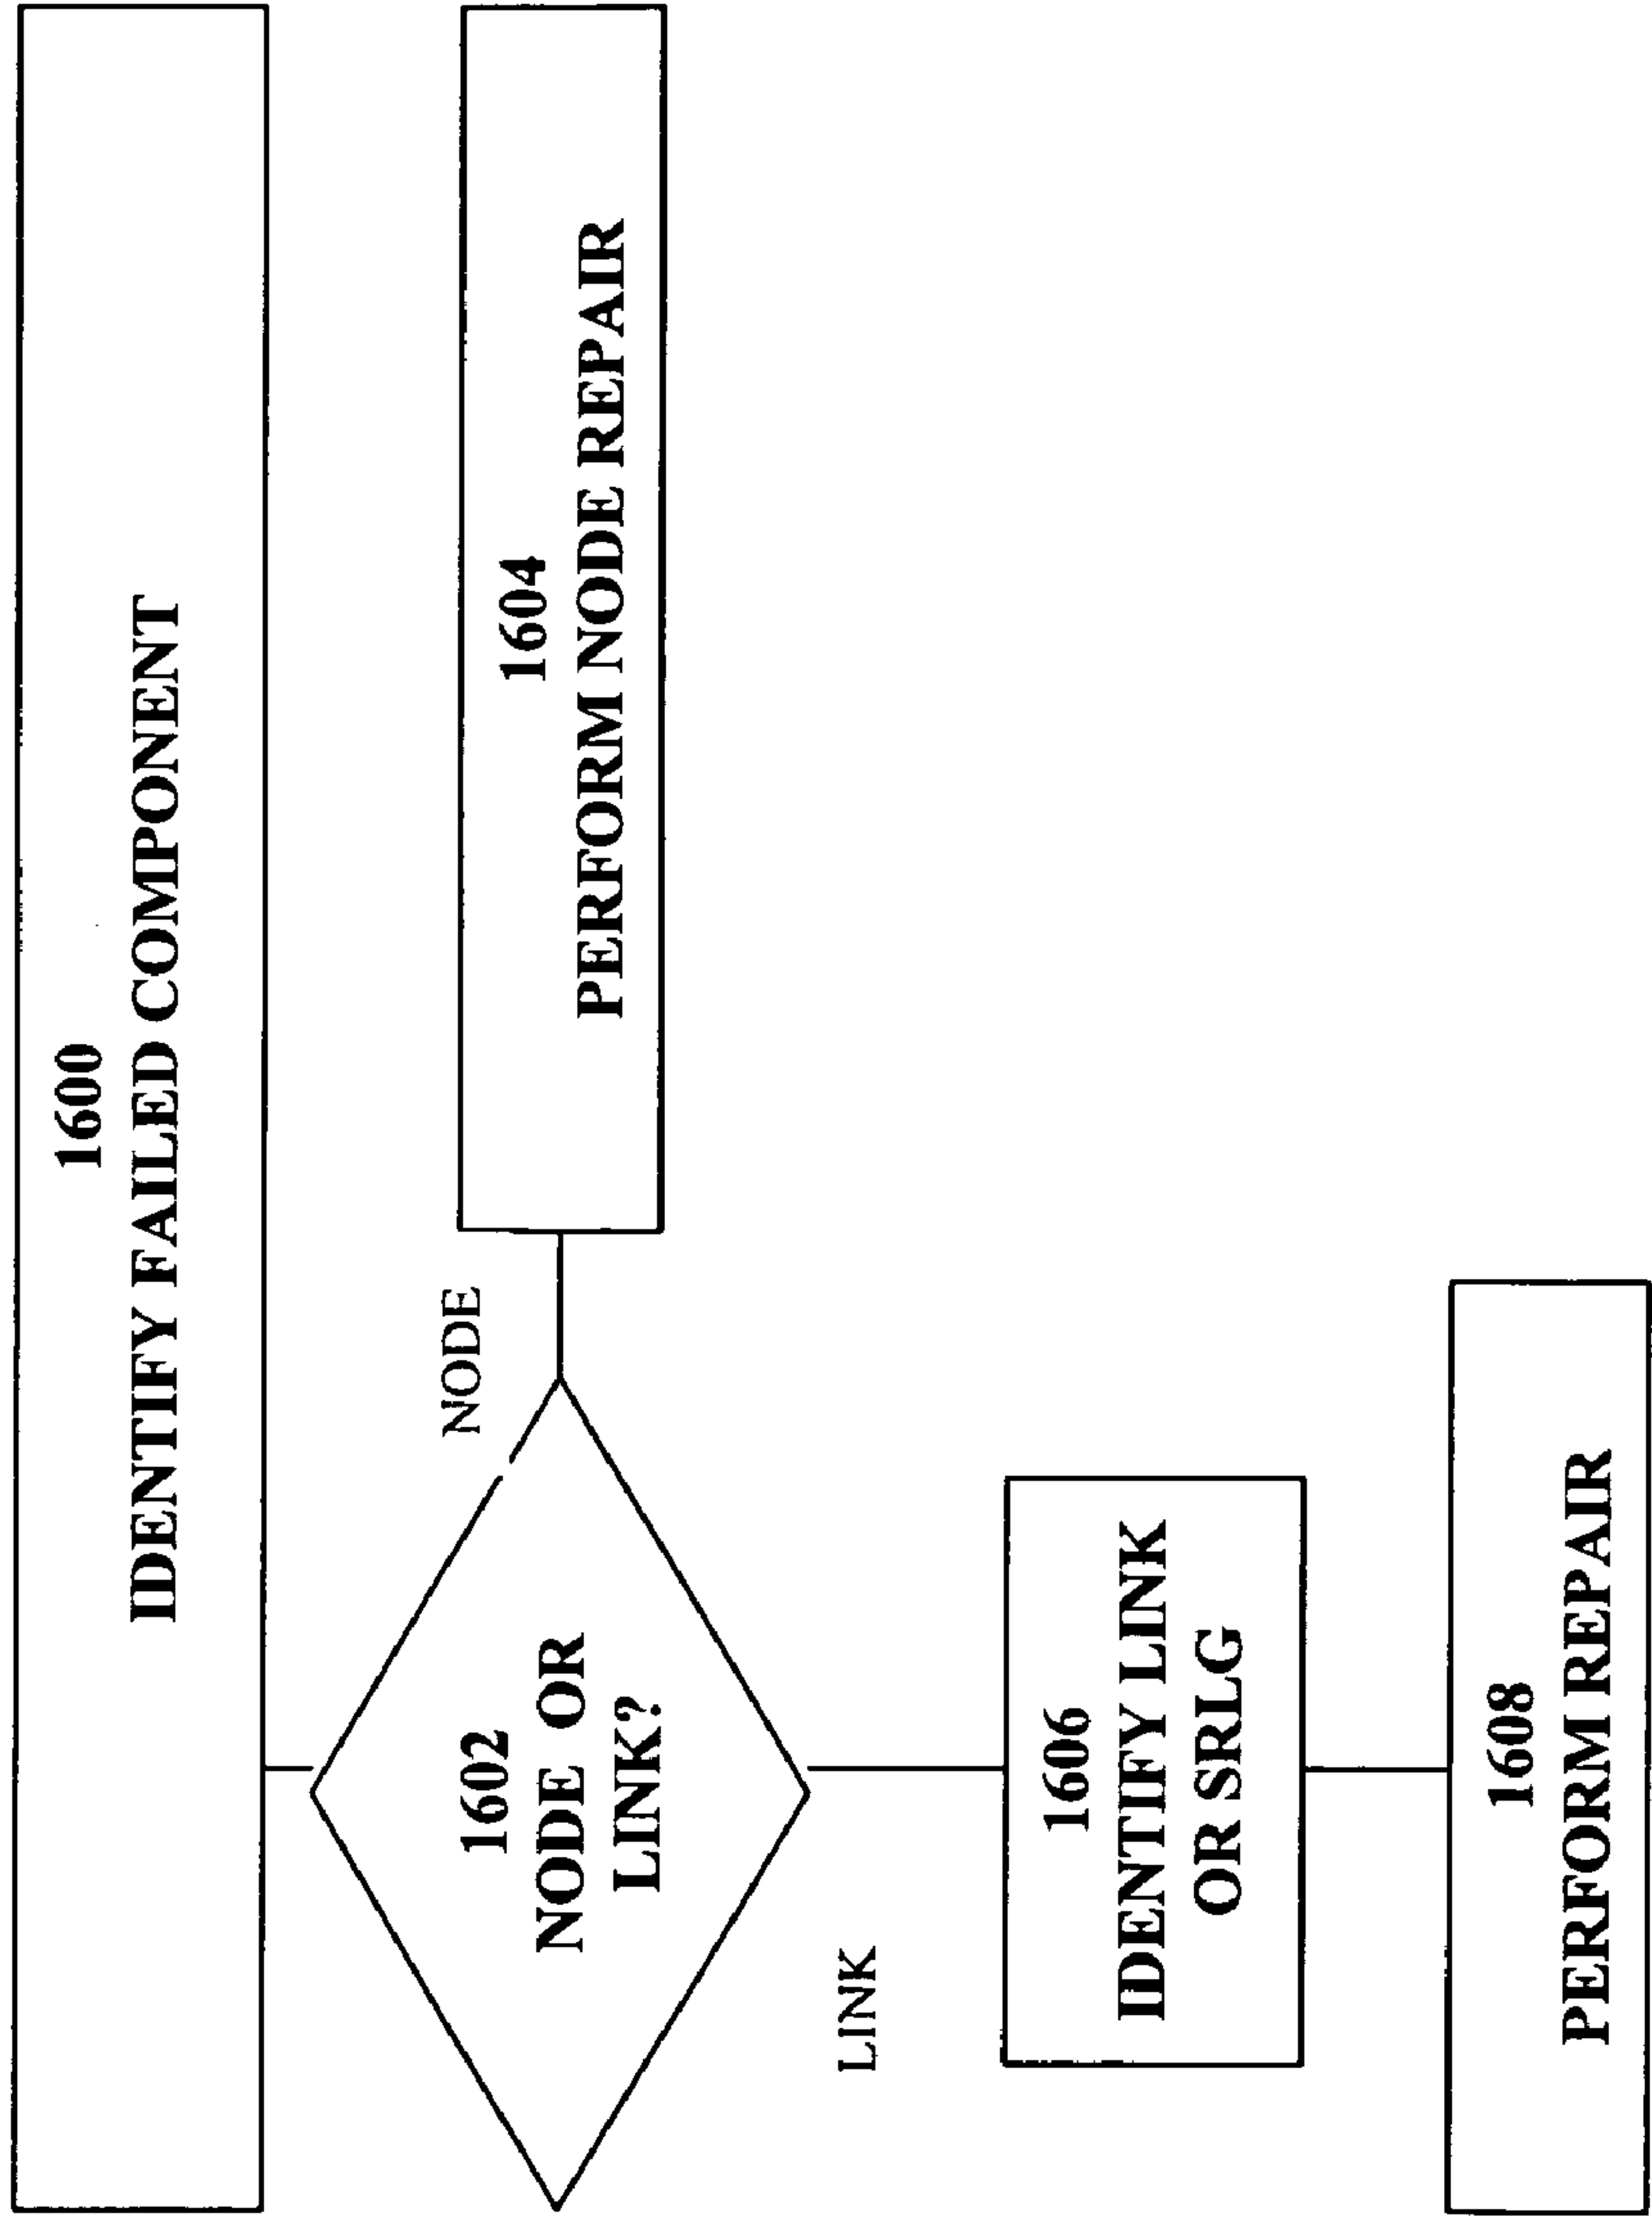 1600
IDENTIFY FAILED COMPONENT
1602
NODE OR
LINK?
NODE
1604
PERFORM NODE REPAIR
LINK
1606
IDENTIFY LINK
OR SRLG
1608
PERFORM REPAIR